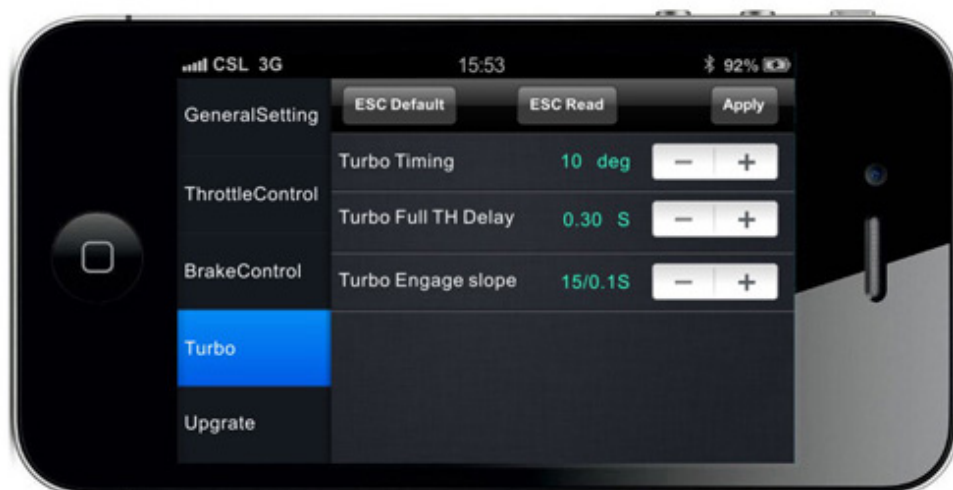 CSL 3G 15:53 92%
ESC Default ESC Read Apply
GeneralSetting
ThrottleControl
BrakeControl
Turbo
Upgrate
Turbo Timing 10 deg − +
Turbo Full TH Delay 0.30 S − +
Turbo Engage slope 15/0.1S − +